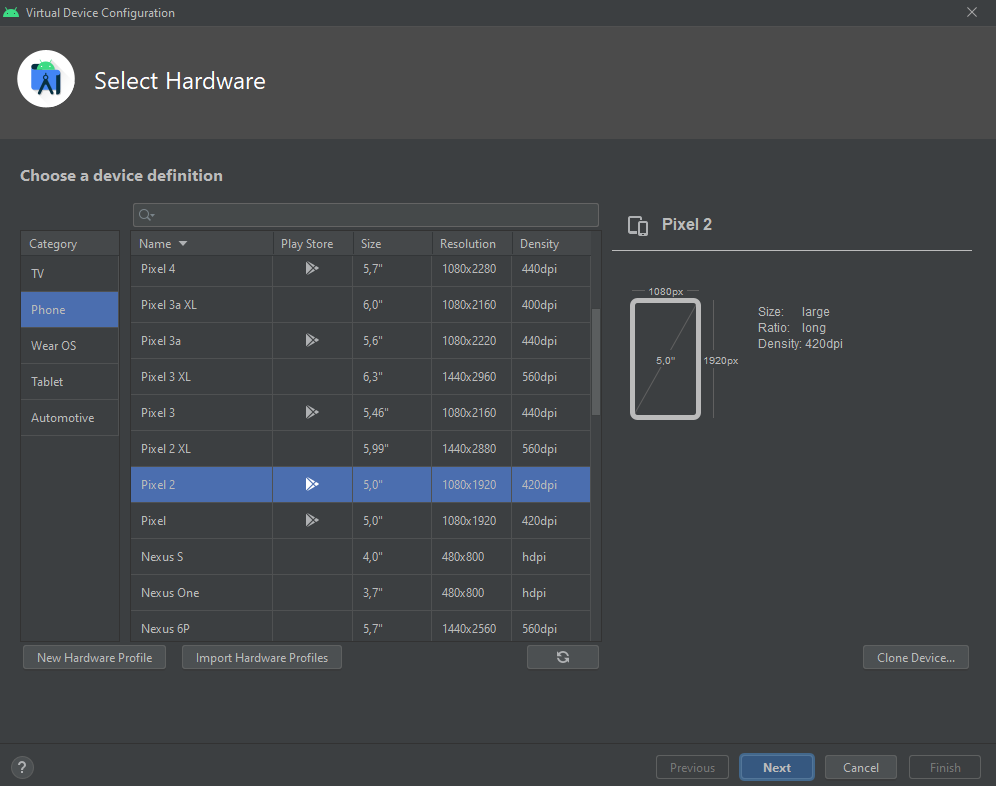 Virtual Device Configuration
Select Hardware
Choose a device definition
Category
TV
Phone
Wear OS
Tablet
Automotive
Name Play Store Size Resolution Density
Pixel 4 5,7" 1080x2280 440dpi
Pixel 3a XL 6,0" 1080x2160 400dpi
Pixel 3a 5,6" 1080x2220 440dpi
Pixel 3 XL 6,3" 1440x2960 560dpi
Pixel 3 5,46" 1080x2160 440dpi
Pixel 2 XL 5,99" 1440x2880 560dpi
Pixel 2 5,0" 1080x1920 420dpi
Pixel 5,0" 1080x1920 420dpi
Nexus S 4,0" 480x800 hdpi
Nexus One 3,7" 480x800 hdpi
Nexus 6P 5,7" 1440x2560 560dpi
Pixel 2
1080px
5,0"
1920px
Size: large
Ratio: long
Density: 420dpi
New Hardware Profile
Import Hardware Profiles
Clone Device...
?
Previous
Next
Cancel
Finish